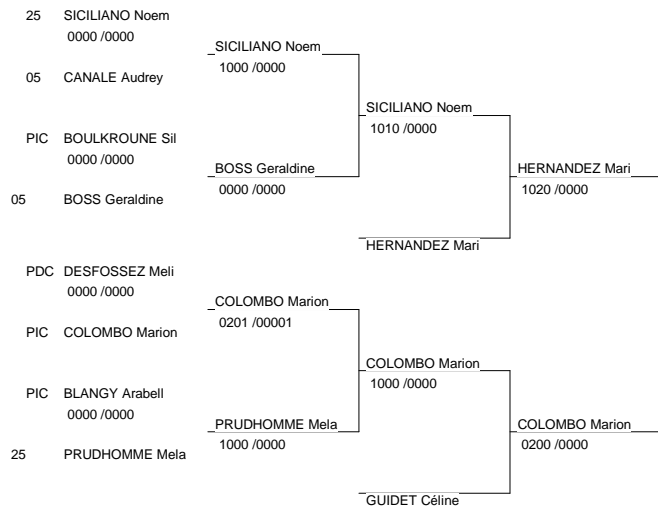 25 SICILIANO Noem
0000 /0000
05 CANALE Audrey
PIC BOULKROUNE Sil
0000 /0000
05 BOSS Geraldine
PDC DESFOSSEZ Meli
0000 /0000
PIC COLOMBO Marion
PIC BLANGY Arabell
0000 /0000
25 PRUDHOMME Mela
SICILIANO Noem
1000 /0000
BOSS Geraldine
0000 /0000
COLOMBO Marion
0201 /00001
PRUDHOMME Mela
1000 /0000
SICILIANO Noem
1010 /0000
HERNANDEZ Mari
COLOMBO Marion
1000 /0000
GUIDET Céline
HERNANDEZ Mari
1020 /0000
COLOMBO Marion
0200 /0000